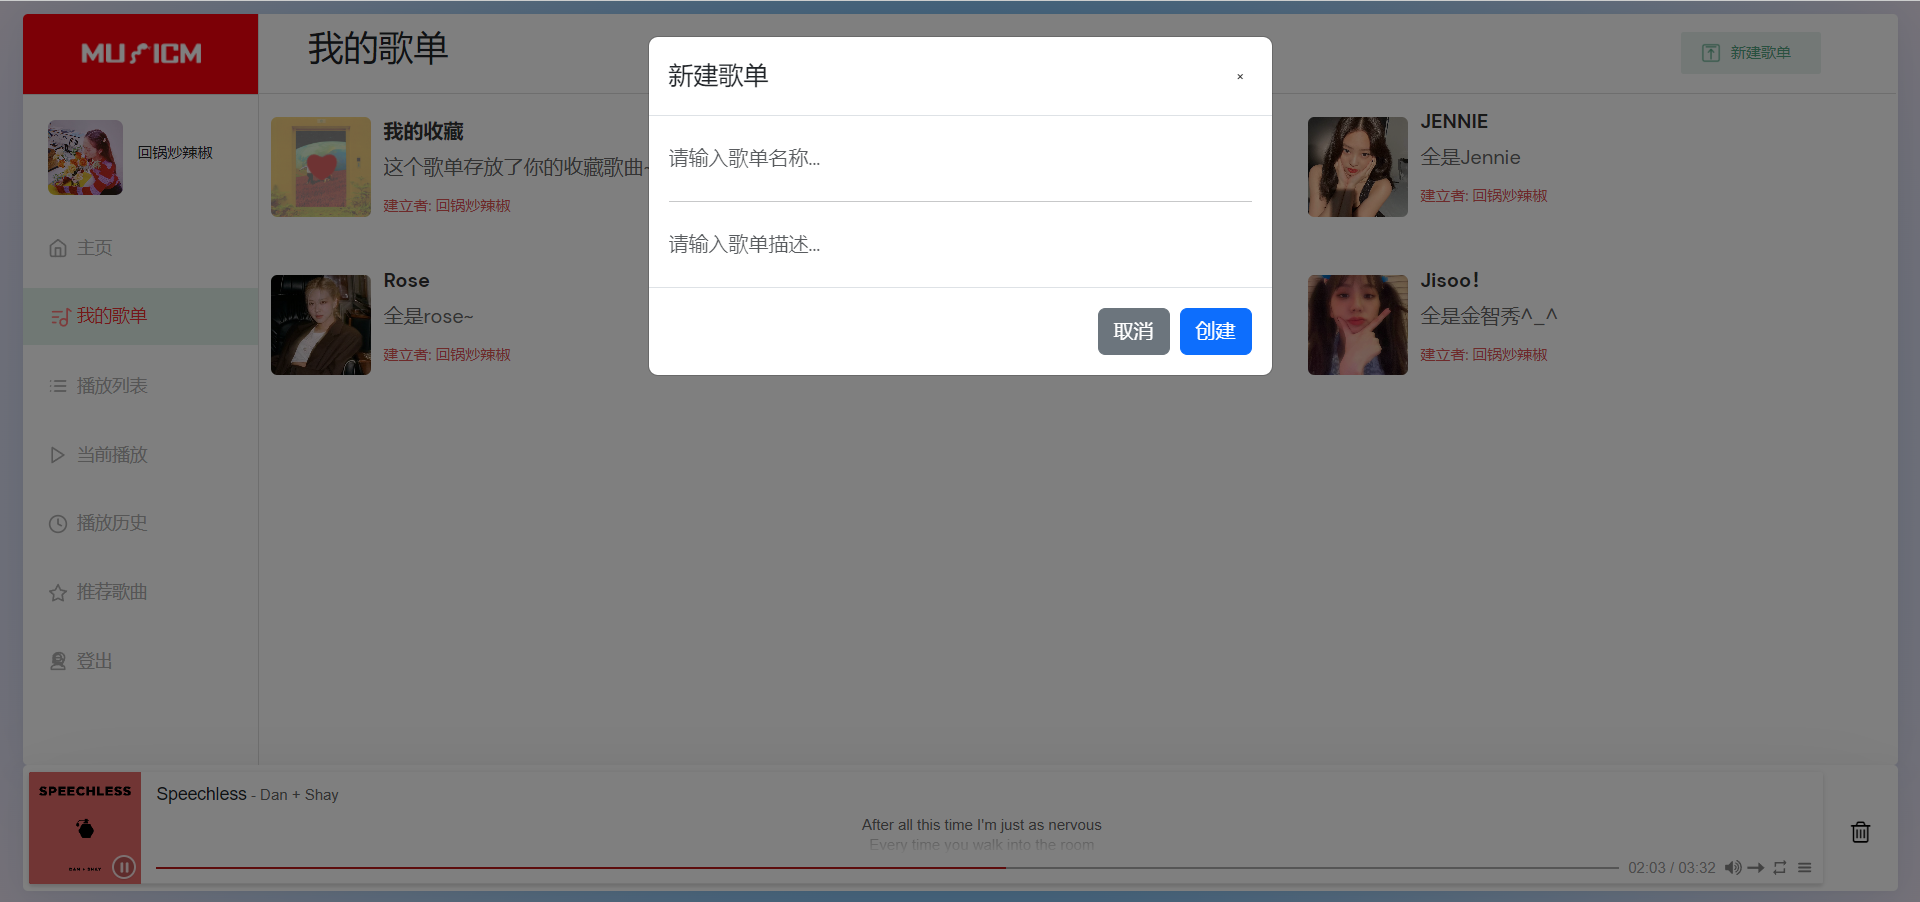 MUSICM
我的歌单
新建歌单
回锅炒辣椒
主页
我的歌单
播放列表
当前播放
播放历史
推荐歌曲
登出
我的收藏
这个歌单存放了你的收藏歌曲~
建立者: 回锅炒辣椒
JENNIE
全是Jennie
建立者: 回锅炒辣椒
Rose
全是rose~
建立者: 回锅炒辣椒
Jisoo!
全是金智秀^_^
建立者: 回锅炒辣椒
新建歌单
×
请输入歌单名称...
请输入歌单描述...
取消
创建
SPEECHLESS
DAN + SHAY
Speechless - Dan + Shay
After all this time I'm just as nervous
Every time you walk into the room
02:03 / 03:32